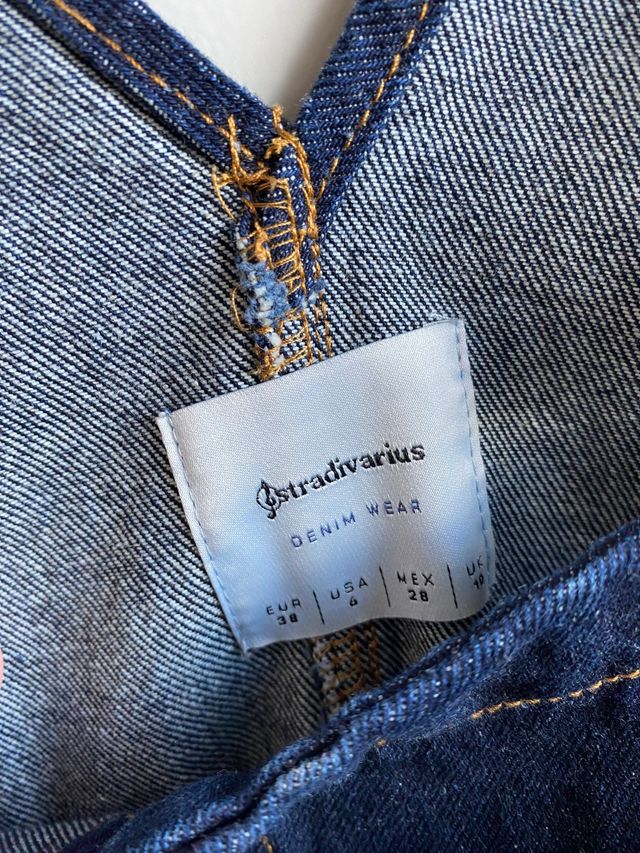 stradivarius
DENIM WEAR
EUR | USA | MEX | UK
38 | 6 | 28 | 10